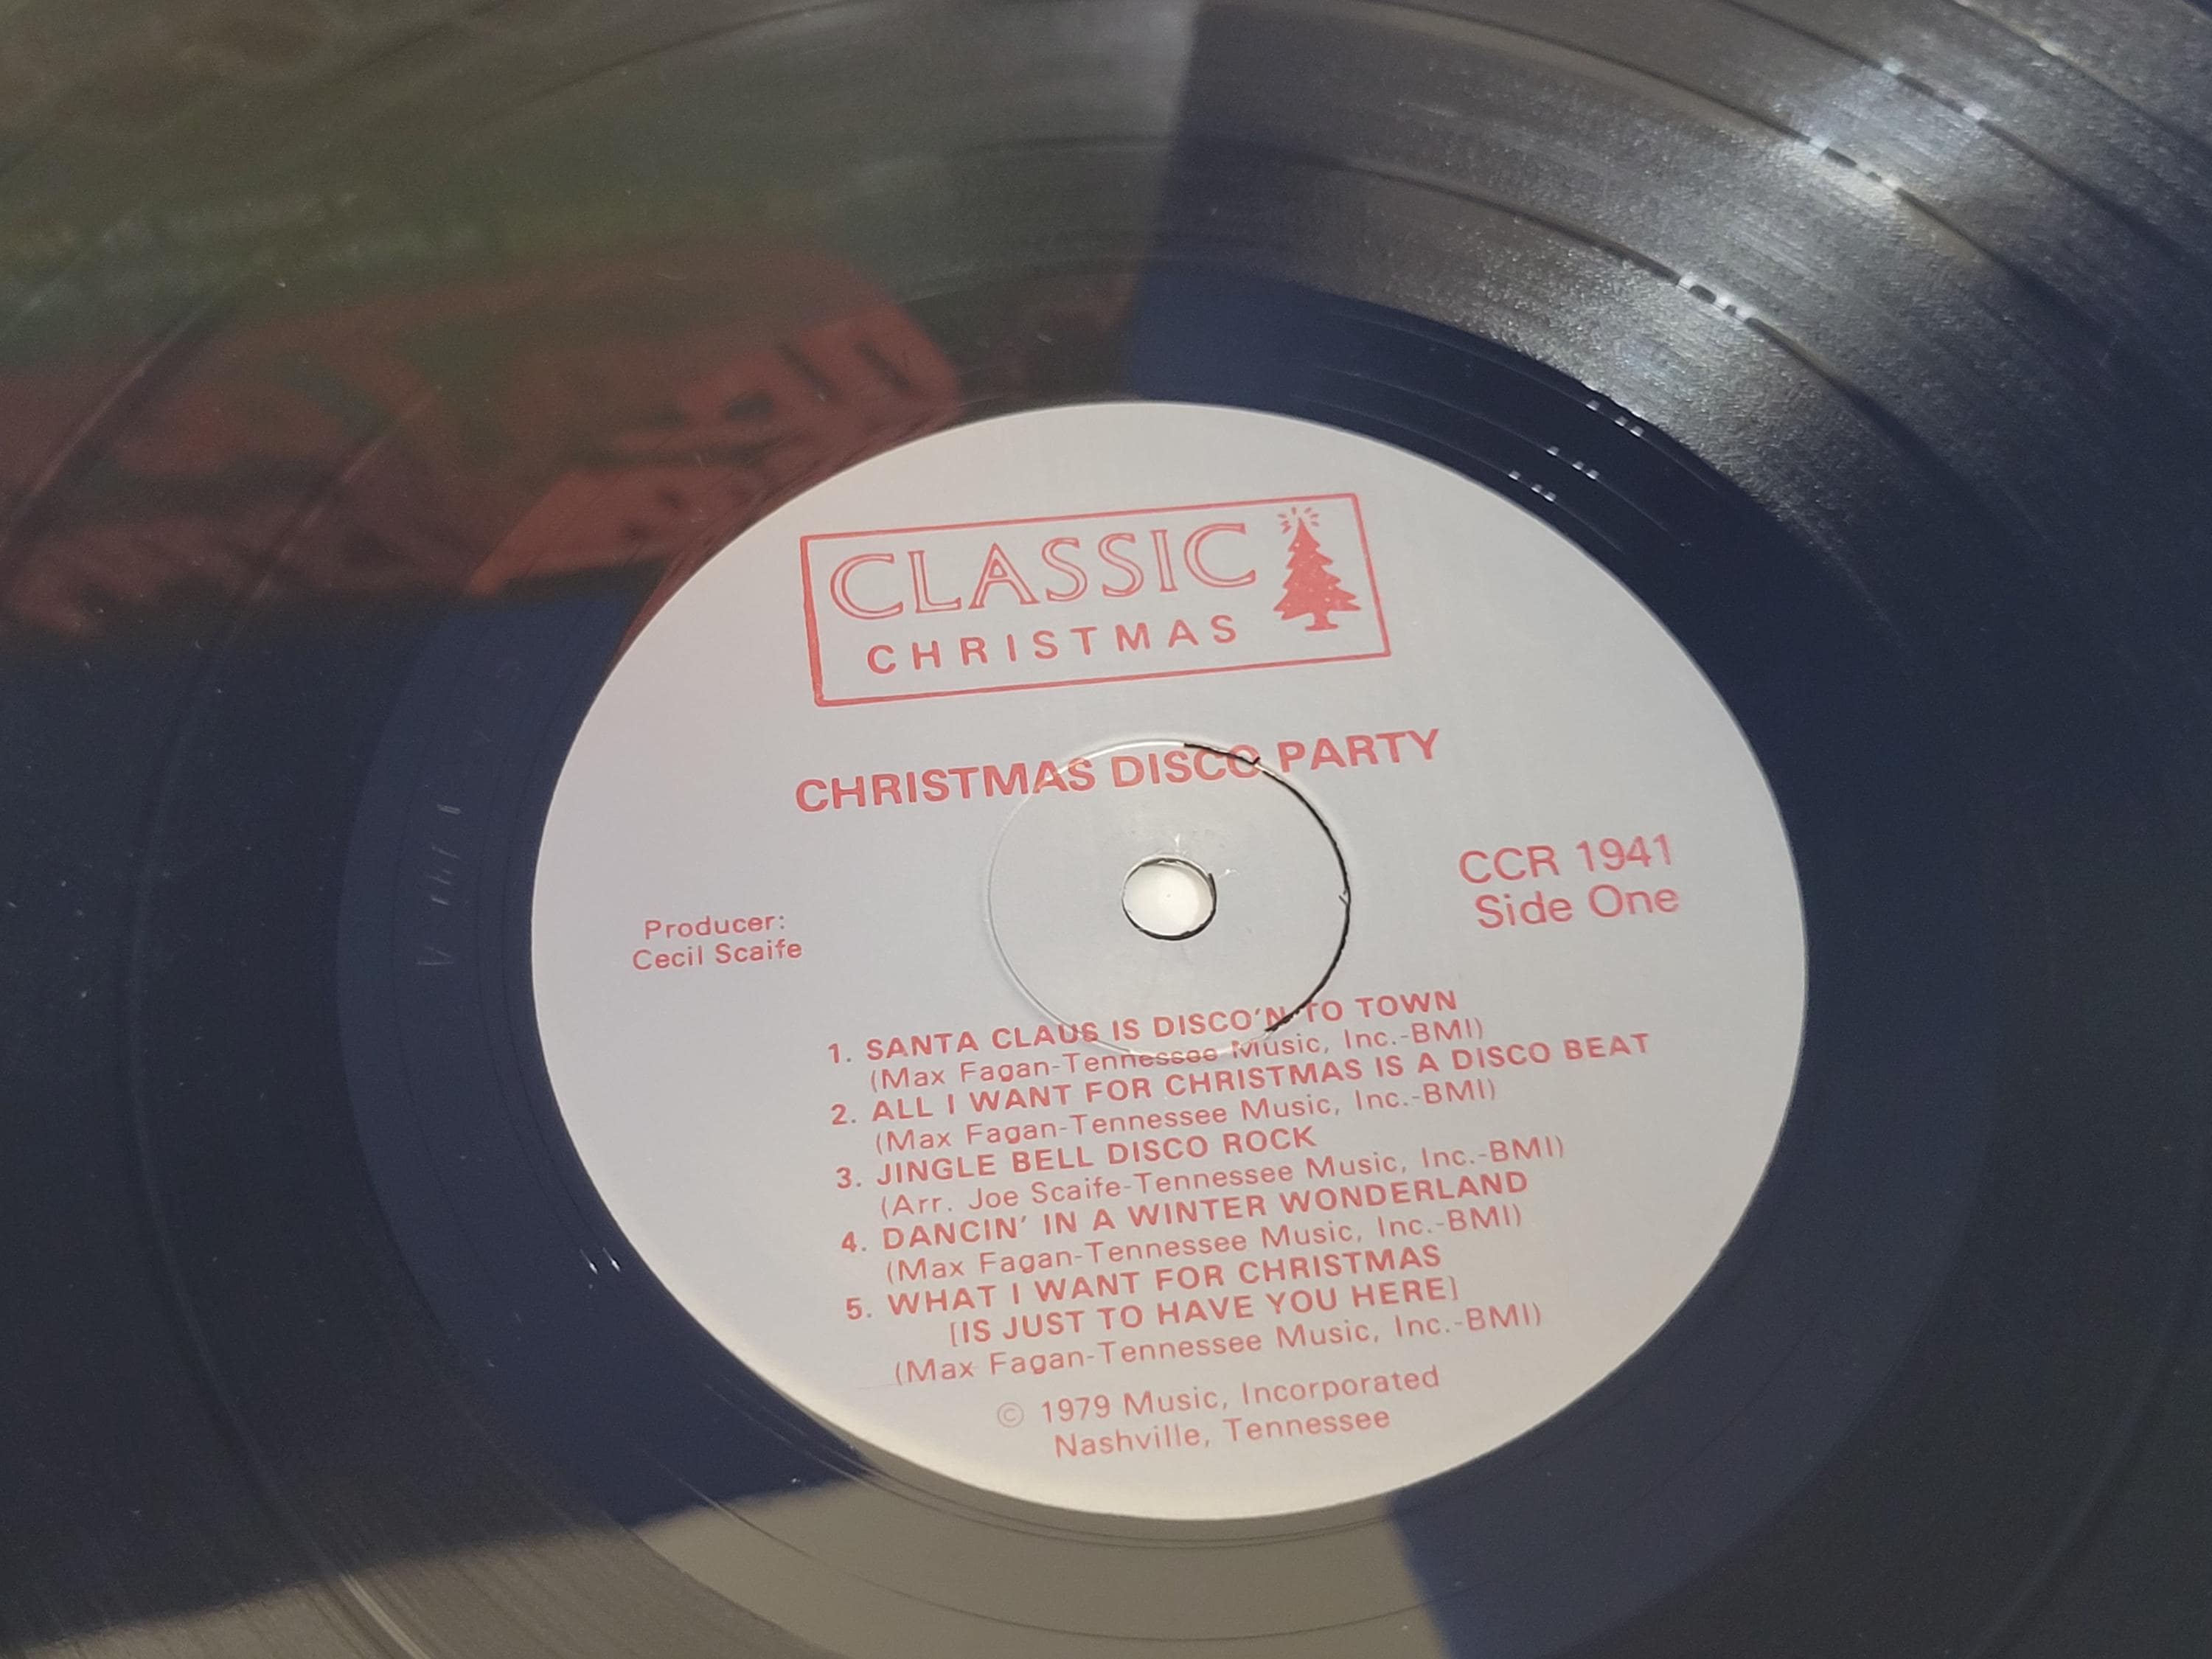 CLASSIC
CHRISTMAS
CHRISTMAS DISCO PARTY
CCR 1941
Side One
Producer:
Cecil Scaife
1. SANTA CLAUS IS DISCO'N TO TOWN
(Max Fagan-Tennessee Music, Inc.-BMI)
2. ALL I WANT FOR CHRISTMAS IS A DISCO BEAT
(Max Fagan-Tennessee Music, Inc.-BMI)
3. JINGLE BELL DISCO ROCK
(Arr. Joe Scaife-Tennessee Music, Inc.-BMI)
4. DANCIN' IN A WINTER WONDERLAND
(Max Fagan-Tennessee Music, Inc.-BMI)
5. WHAT I WANT FOR CHRISTMAS
[IS JUST TO HAVE YOU HERE]
(Max Fagan-Tennessee Music, Inc.-BMI)
© 1979 Music, Incorporated
Nashville, Tennessee